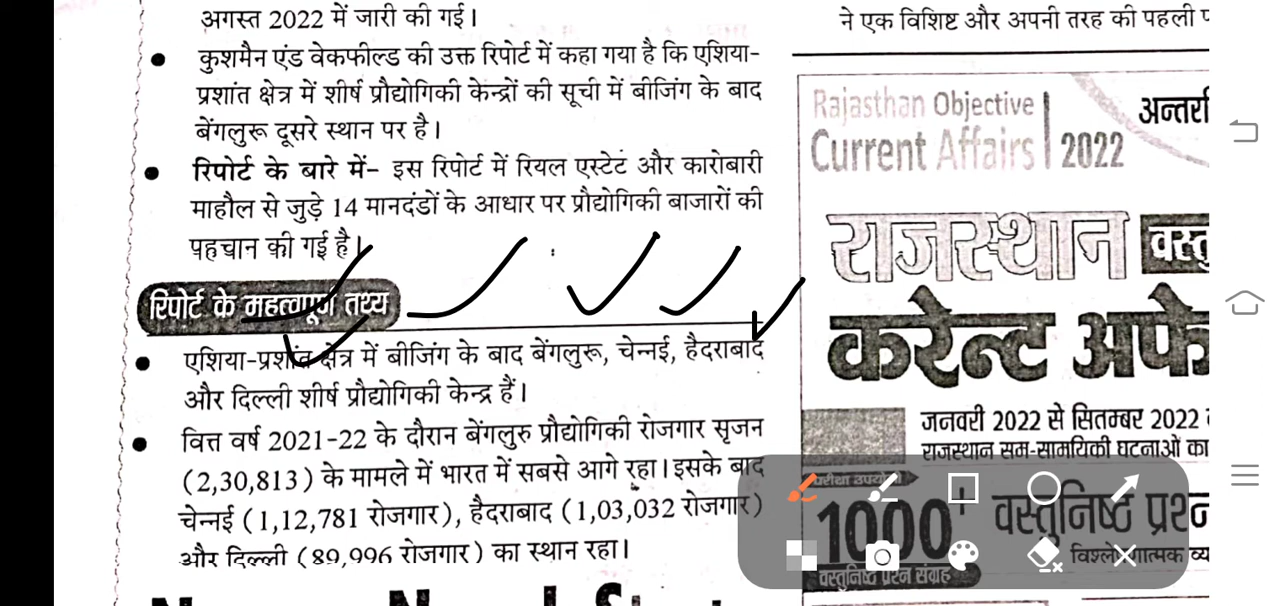 अगस्त 2022 में जारी की गई।
कुशमैन एंड वेकफील्ड की उक्त रिपोर्ट में कहा गया है कि एशिया-
प्रशांत क्षेत्र में शीर्ष प्रौद्योगिकी केन्द्रों की सूची में बीजिंग के बाद
बेंगलुरू दूसरे स्थान पर है।
रिपोर्ट के बारे में- इस रिपोर्ट में रियल एस्टेट और कारोबारी
माहौल से जुड़े 14 मानदंडों के आधार पर प्रौद्योगिकी बाजारों की
पहचान की गई है।
रिपोर्ट के महत्वपूर्ण तथ्य
एशिया-प्रशांत क्षेत्र में बीजिंग के बाद बेंगलुरू, चेन्नई, हैदराबाद
और दिल्ली शीर्ष प्रौद्योगिकी केन्द्र हैं।
वित्त वर्ष 2021-22 के दौरान बेंगलुरु प्रौद्योगिकी रोजगार सृजन
(2,30,813) के मामले में भारत में सबसे आगे रहा। इसके बाद
चेन्नई (1,12,781 रोजगार), हैदराबाद (1,03,032 रोजगार)
और दिल्ली (89,996 रोजगार) का स्थान रहा।
ने एक विशिष्ट और अपनी तरह की पहली
Rajasthan Objective
Current Affairs 2022
राजस्थान
करेन्ट अफे
जनवरी 2022 से सितम्बर 2022
राजस्थान सम-सामयिकी घटनाओं का
1000+ वस्तुनिष्ठ प्रश्न
वस्तुनिष्ठ प्रश्न संग्रह